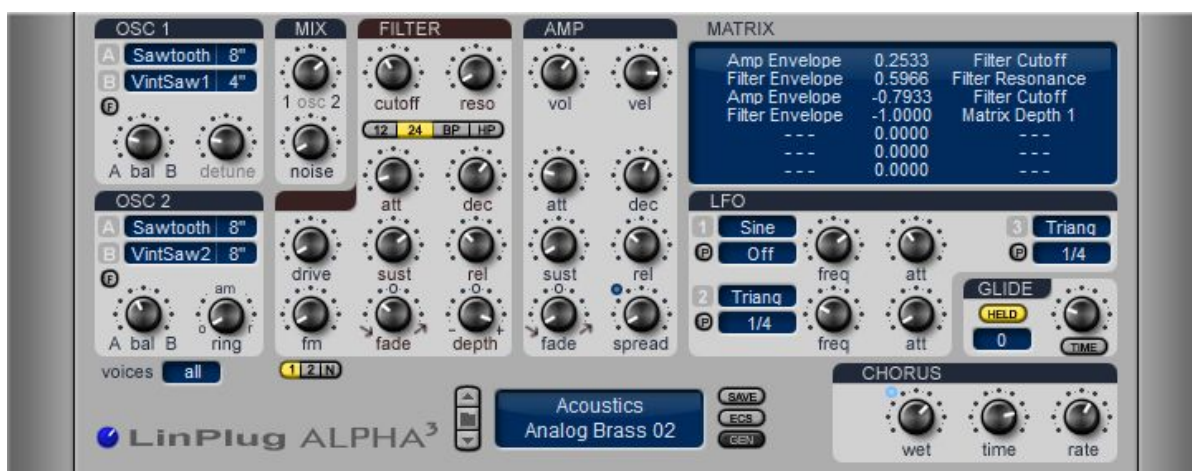 OSC 1
A Sawtooth 8"
B VintSaw1 4"
F
A bal B detune
OSC 2
A Sawtooth 8"
B VintSaw2 8"
F
am
o r
A bal B ring
voices all
MIX
1 osc 2
noise
drive
fm
1 2 N
FILTER
cutoff reso
12 24 BP HP
att dec
sust rel
fade depth
- +
AMP
vol vel
att dec
sust rel
fade spread
MATRIX
Amp Envelope 0.2533 Filter Cutoff
Filter Envelope 0.5966 Filter Resonance
Amp Envelope -0.7933 Filter Cutoff
Filter Envelope -1.0000 Matrix Depth 1
--- 0.0000 ---
--- 0.0000 ---
--- 0.0000 ---
LFO
1 Sine
P Off
freq att
2 Triang
P 1/4
freq att
3 Triang
P 1/4
GLIDE
HELD
0
TIME
CHORUS
wet time rate
LinPlug ALPHA³
Acoustics
Analog Brass 02
SAVE
ECS
GEN